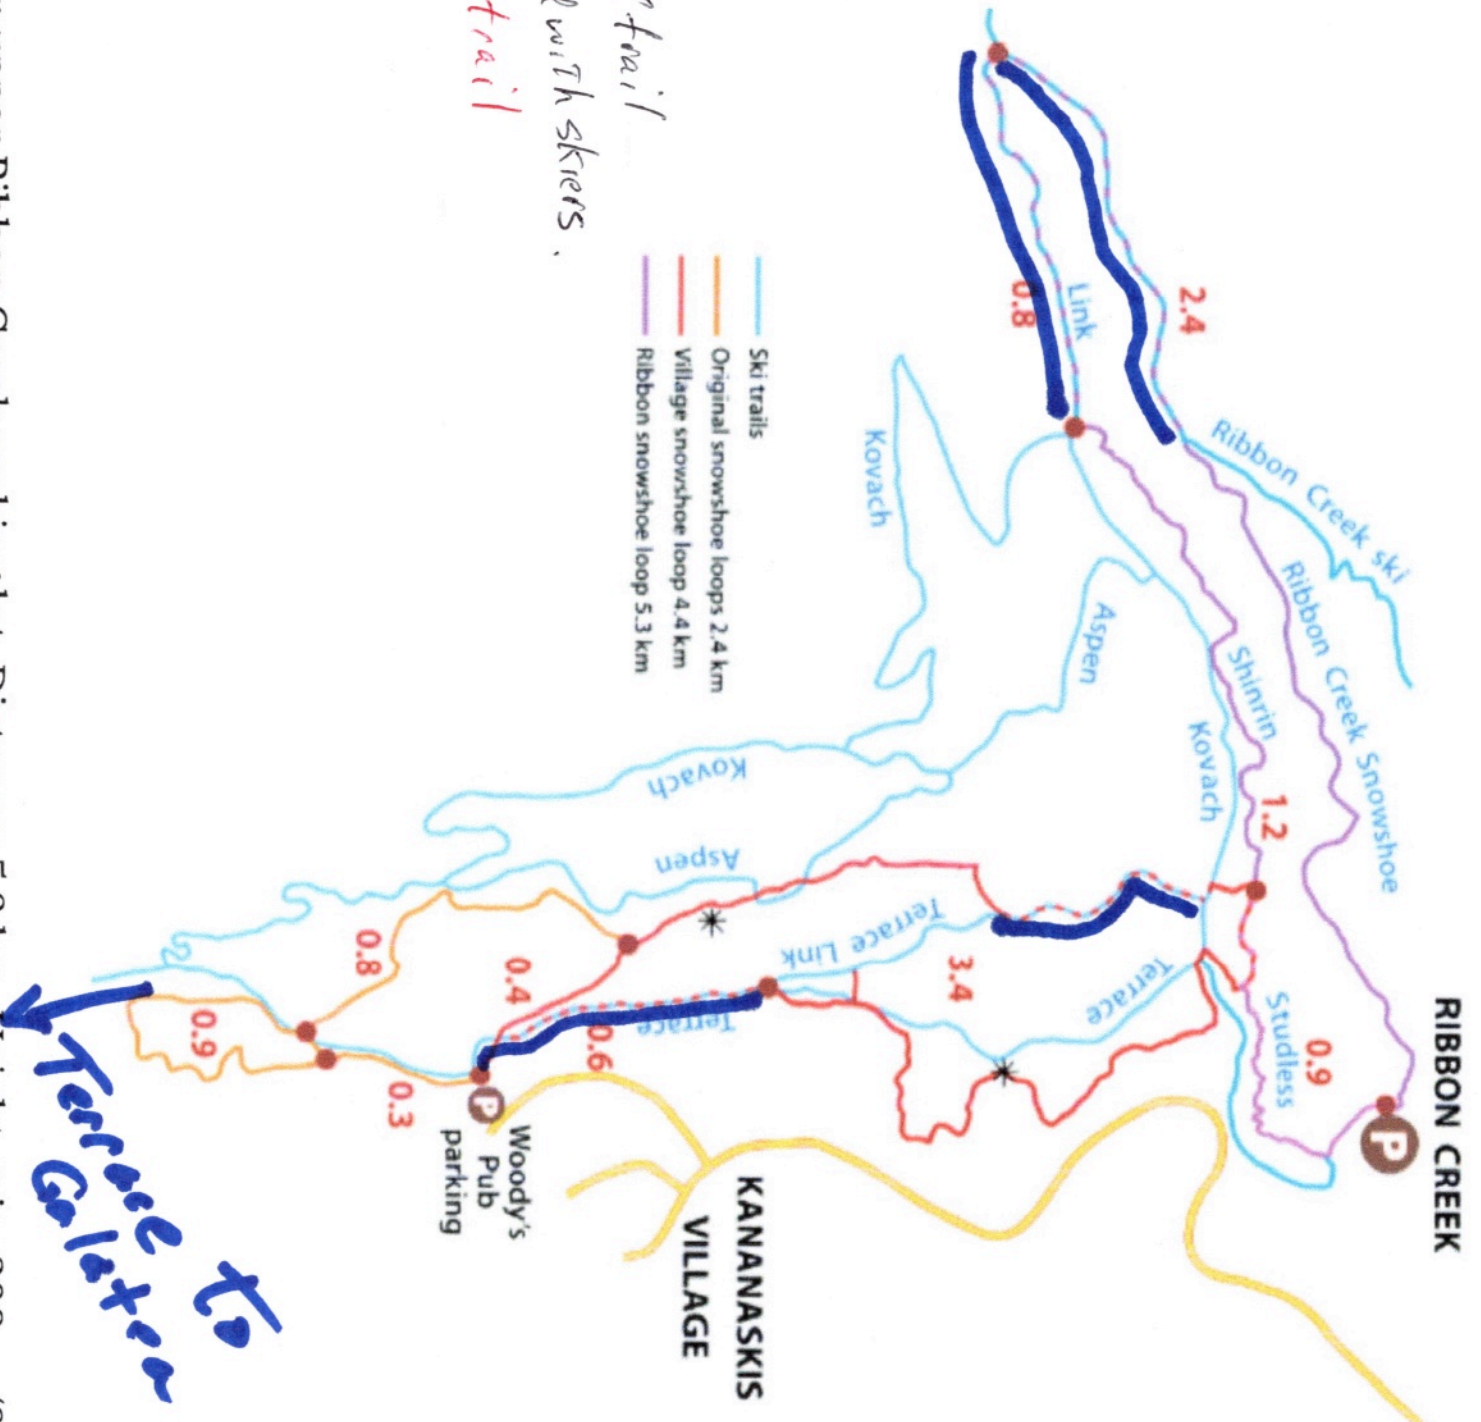 RIBBON CREEK
Ribbon Creek ski
Ribbon Creek Snowshoe
2.4
Link
0.8
Shinrin
1.2
Kovach
Aspen
Kovach
Studless
0.9
Terrace
3.4
Terrace Link
Kovach
Aspen
Terrace
0.6
0.4
0.8
0.9
0.3
P
P
Woody's
Pub
parking
KANANASKIS
VILLAGE
Ski trails
Original snowshoe loops 2.4 km
Village snowshoe loop 4.4 km
Ribbon snowshoe loop 5.3 km
trail
with skiers.
trail
Terrace to
Galatea